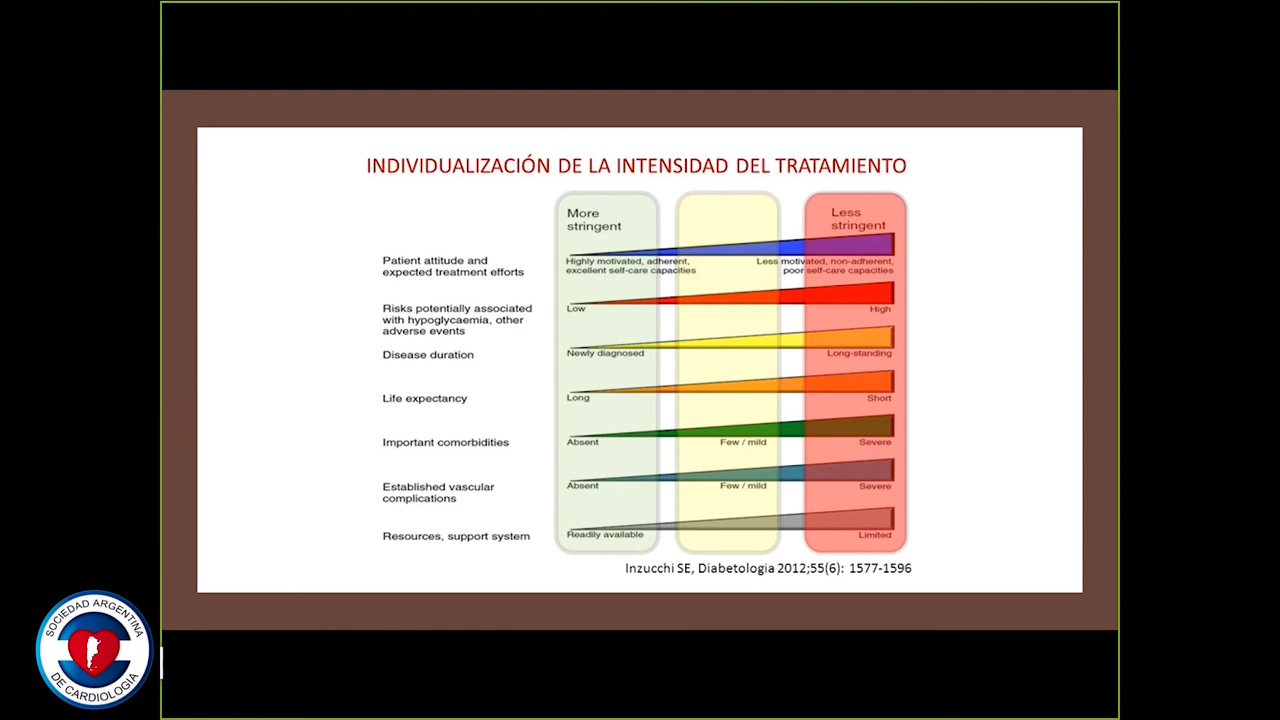 INDIVIDUALIZACIÓN DE LA INTENSIDAD DEL TRATAMIENTO
More
stringent
Less
stringent
Patient attitude and
expected treatment efforts
Highly motivated, adherent,
excellent self-care capacities
Less motivated, non-adherent,
poor self-care capacities
Risks potentially associated
with hypoglycaemia, other
adverse events
Low
High
Disease duration
Newly diagnosed
Long-standing
Life expectancy
Long
Short
Important comorbidities
Absent
Few / mild
Severe
Established vascular
complications
Absent
Few / mild
Severe
Resources, support system
Readily available
Limited
Inzucchi SE, Diabetologia 2012;55(6): 1577-1596
SOCIEDAD ARGENTINA
DE CARDIOLOGIA